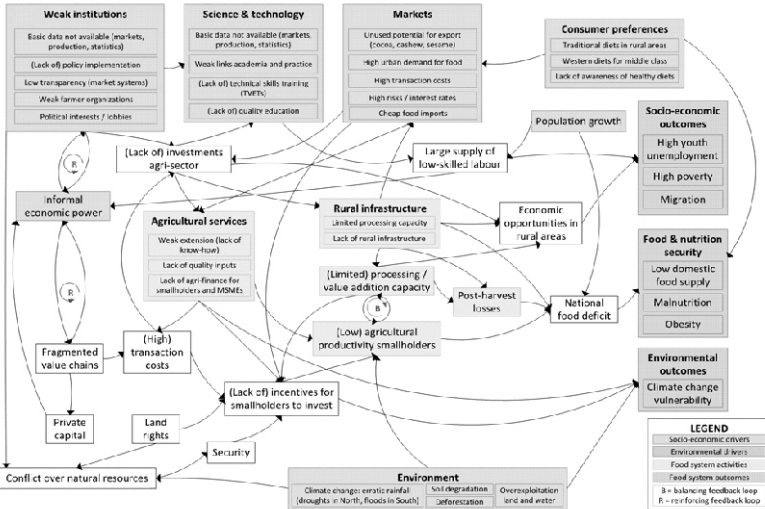 Weak institutions
Basic data not available (markets,
production, statistics)
(Lack of) policy implementation
Low transparency (market systems)
Weak farmer organizations
Political interests / lobbies
Science & technology
Basic data not available (markets,
production, statistics)
Weak links academia and practice
(Lack of) technical skills training
(TVETs)
(Lack of) quality education
Markets
Unused potential for export
(cocoa, cashew, sesame)
High urban demand for food
High transaction costs
High risks / interest rates
Cheap food imports
Consumer preferences
Traditional diets in rural areas
Western diets for middle class
Lack of awareness of healthy diets
Population growth
Socio-economic
outcomes
High youth
unemployment
High poverty
Migration
(Lack of) investments
agri-sector
Large supply of
low-skilled labour
R
Informal
economic power
Agricultural services
Weak extension (lack of
know-how)
Lack of quality inputs
Lack of agri-finance for
smallholders and MSMEs
Rural infrastructure
Limited processing capacity
Lack of rural infrastructure
Economic
opportunities in
rural areas
Food & nutrition
security
Low domestic
food supply
Malnutrition
Obesity
(Limited) processing /
value addition capacity
R
B
Post-harvest
losses
National
food deficit
(Low) agricultural
productivity smallholders
Fragmented
value chains
(High)
transaction
costs
Environmental
outcomes
Climate change
vulnerability
(Lack of) incentives for
smallholders to invest
Private
capital
Land
rights
Security
Conflict over natural resources
Environment
Climate change: erratic rainfall
(droughts in North, floods in South)
Soil degradation
Deforestation
Overexploitation
land and water
LEGEND
Socio-economic drivers
Environmental drivers
Food system activities
Food system outcomes
B = balancing feedback loop
R = reinforcing feedback loop